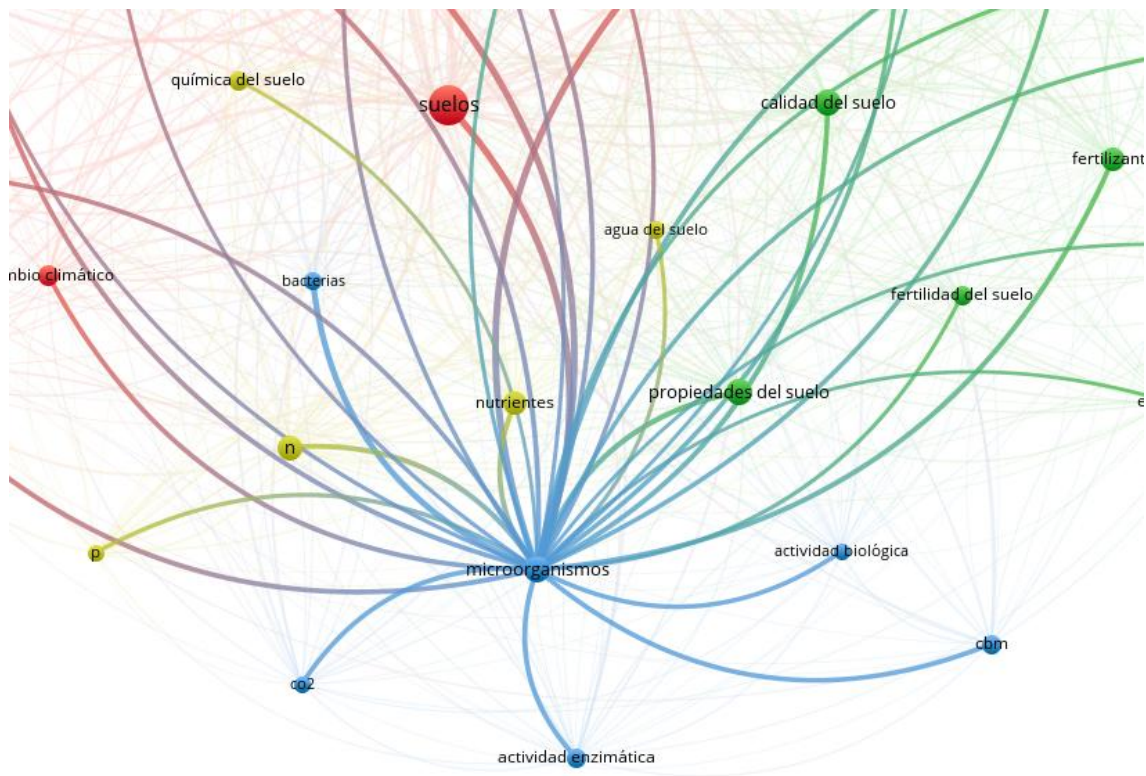 química del suelo
suelos
calidad del suelo
fertilizant
agua del suelo
mbio climático
bacterias
fertilidad del suelo
propiedades del suelo
nutrientes
e
n
p
actividad biológica
microorganismos
cbm
co2
actividad enzimática